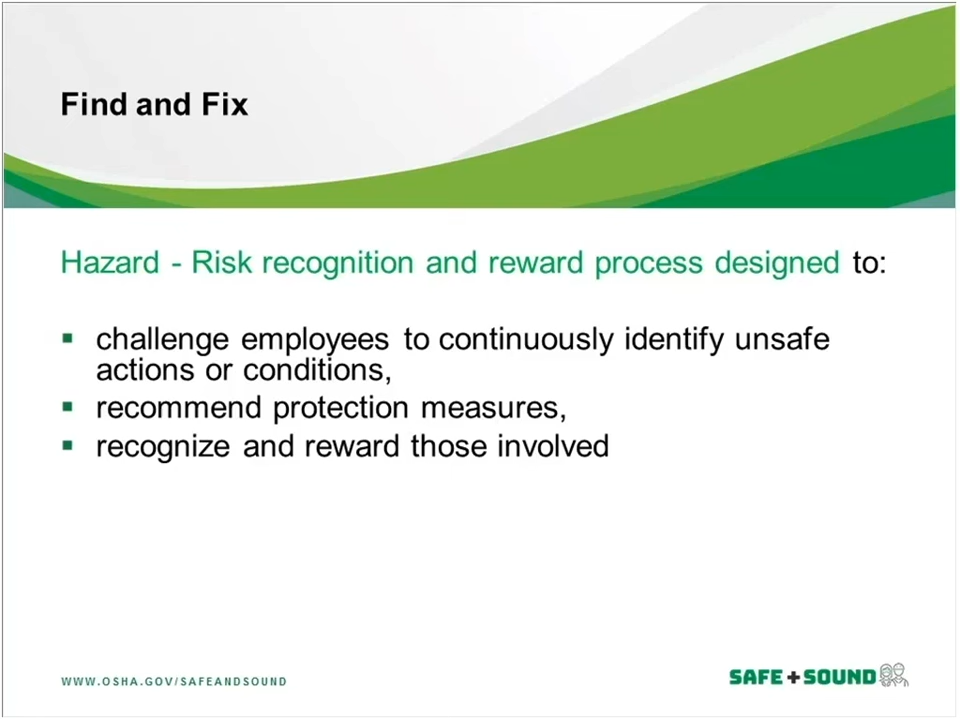 Find and Fix
Hazard - Risk recognition and reward process designed to:
▪ challenge employees to continuously identify unsafe
actions or conditions,
▪ recommend protection measures,
▪ recognize and reward those involved
WWW.OSHA.GOV/SAFEANDSOUND
SAFE+SOUND